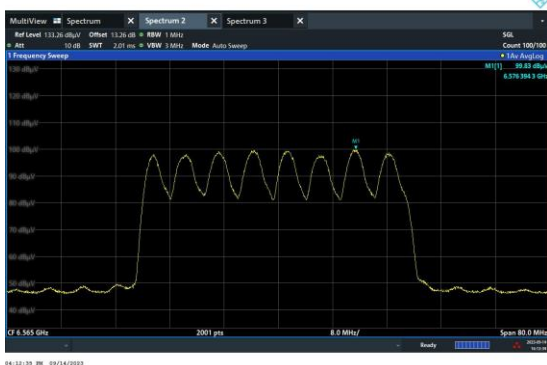 MultiView Spectrum X Spectrum 2 X Spectrum 3 X
Ref Level 133.26 dBµV Offset 13.26 dB RBW 1 MHz SGL
Att 10 dB SWT 2.01 ms VBW 3 MHz Mode Auto Sweep Count 100/100
1 Frequency Sweep 1Av AvgLog
M1[1] 99.83 dBµV
6.576 394 3 GHz
130 dBµV
120 dBµV
110 dBµV
M1
100 dBµV
90 dBµV
80 dBµV
70 dBµV
60 dBµV
50 dBµV
40 dBµV
CF 6.565 GHz 2001 pts 8.0 MHz/ Span 80.0 MHz
Ready
04:12:35 PM 09/14/2023